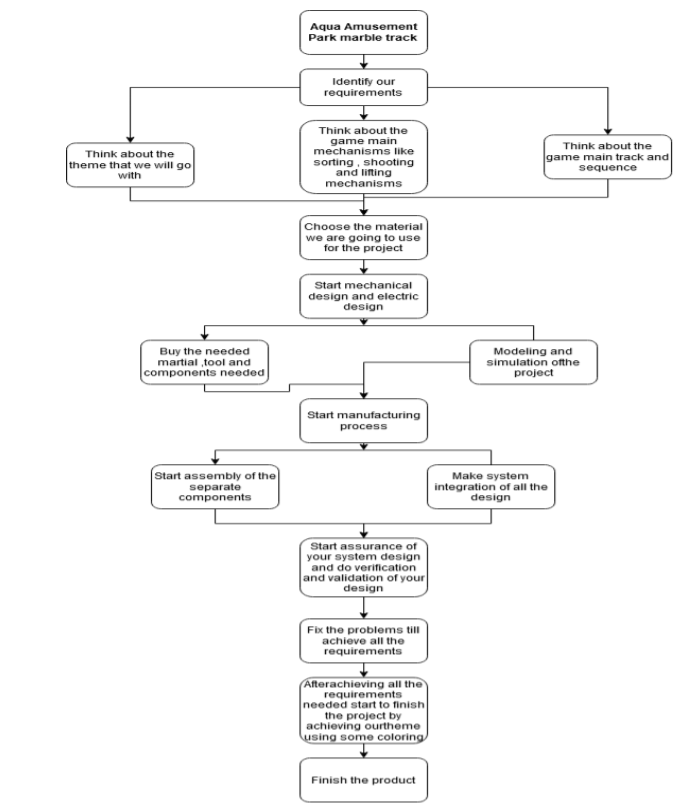 Aqua Amusement
Park marble track
Identify our
requirements
Think about the
theme that we will go
with
Think about the
game main
mechanisms like
sorting , shooting
and lifting
mechanisms
Think about the
game main track and
sequence
Choose the material
we are going to use
for the project
Start mechanical
design and electric
design
Buy the needed
martial ,tool and
components needed
Modeling and
simulation ofthe
project
Start manufacturing
process
Start assembly of the
separate
components
Make system
integration of all the
design
Start assurance of
your system design
and do verification
and validation of your
design
Fix the problems till
achieve all the
requirements
Afterachieving all the
requirements
needed start to finish
the project by
achieving ourtheme
using some coloring
Finish the product